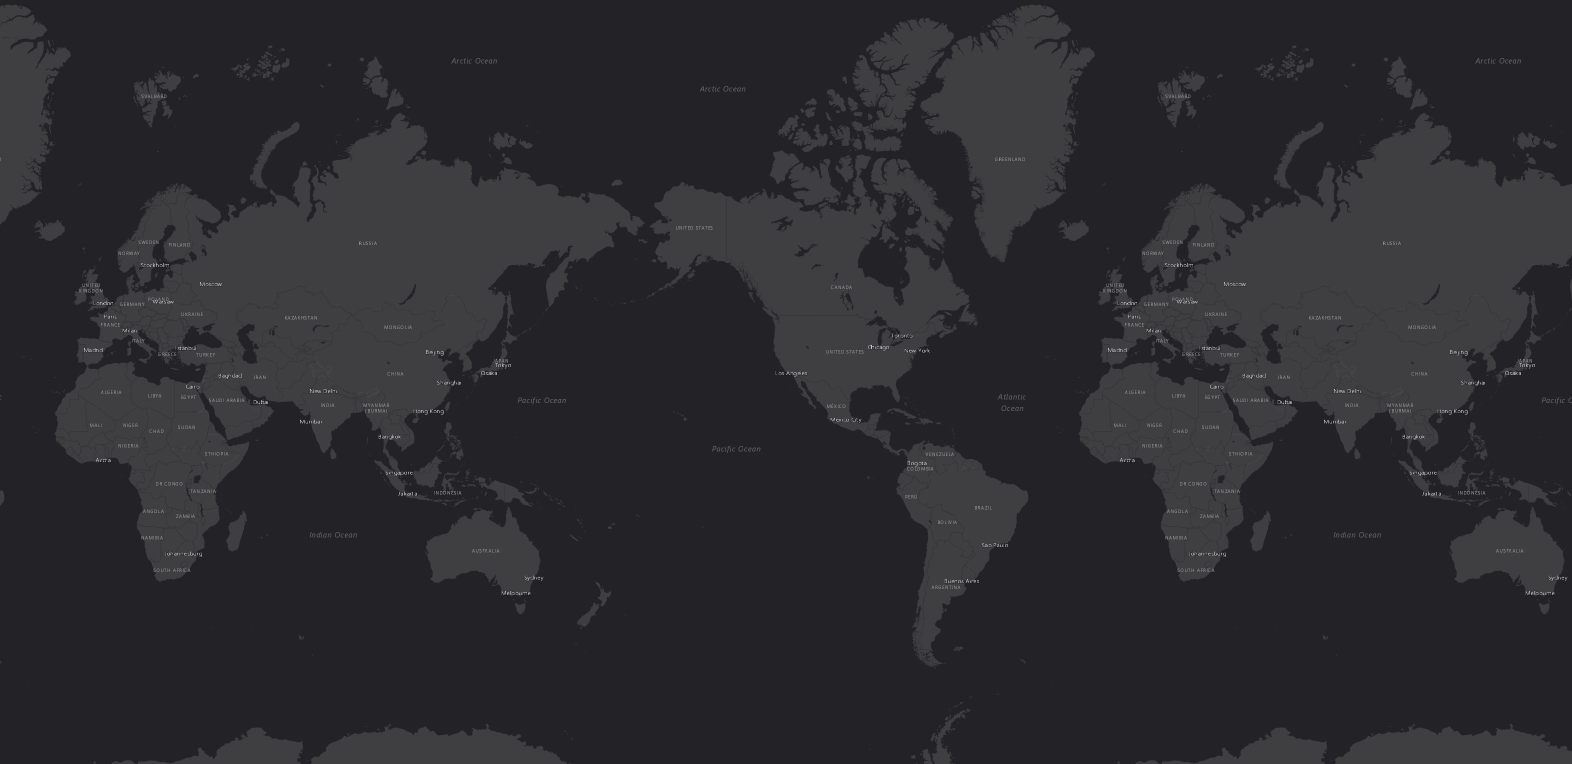 Arctic Ocean
Arctic Ocean
Arctic Ocean
SVALBARD
SVALBARD
GREENLAND
UNITED STATES
RUSSIA
RUSSIA
SWEDEN
FINLAND
NORWAY
Stockholm
SWEDEN
FINLAND
NORWAY
Stockholm
Moscow
Moscow
UNITED
KINGDOM
London
GERMANY
POLAND
Warsaw
UKRAINE
Paris
FRANCE
Milan
ITALY
Madrid
GREECE
Istanbul
TURKEY
KAZAKHSTAN
MONGOLIA
Beijing
CHINA
JAPAN
Tokyo
Osaka
Shanghai
CANADA
Toronto
Chicago
New York
UNITED STATES
Los Angeles
UNITED
KINGDOM
London
GERMANY
POLAND
Warsaw
UKRAINE
Paris
FRANCE
Milan
ITALY
Madrid
GREECE
Istanbul
TURKEY
KAZAKHSTAN
MONGOLIA
Beijing
CHINA
JAPAN
Tokyo
Osaka
Shanghai
Baghdad
IRAN
Cairo
ALGERIA
LIBYA
EGYPT
SAUDI ARABIA
Dubai
New Delhi
INDIA
MYANMAR
(BURMA)
Hong Kong
Mumbai
Bangkok
Pacific Ocean
MÉXICO
Mexico City
Atlantic
Ocean
Baghdad
IRAN
Cairo
ALGERIA
LIBYA
EGYPT
SAUDI ARABIA
Dubai
New Delhi
INDIA
MYANMAR
(BURMA)
Hong Kong
Mumbai
Bangkok
Pacific O
MALI
NIGER
CHAD
SUDAN
NIGERIA
ETHIOPIA
Accra
Singapore
Jakarta
INDONESIA
Pacific Ocean
VENEZUELA
Bogota
COLOMBIA
PERU
BRAZIL
BOLIVIA
São Paulo
Buenos Aires
ARGENTINA
MALI
NIGER
CHAD
SUDAN
NIGERIA
ETHIOPIA
Accra
Singapore
Jakarta
INDONESIA
DR CONGO
TANZANIA
ANGOLA
ZAMBIA
NAMIBIA
Johannesburg
SOUTH AFRICA
Indian Ocean
AUSTRALIA
Sydney
Melbourne
DR CONGO
TANZANIA
ANGOLA
ZAMBIA
NAMIBIA
Johannesburg
SOUTH AFRICA
Indian Ocean
AUSTRALIA
Sydney
Melbourne